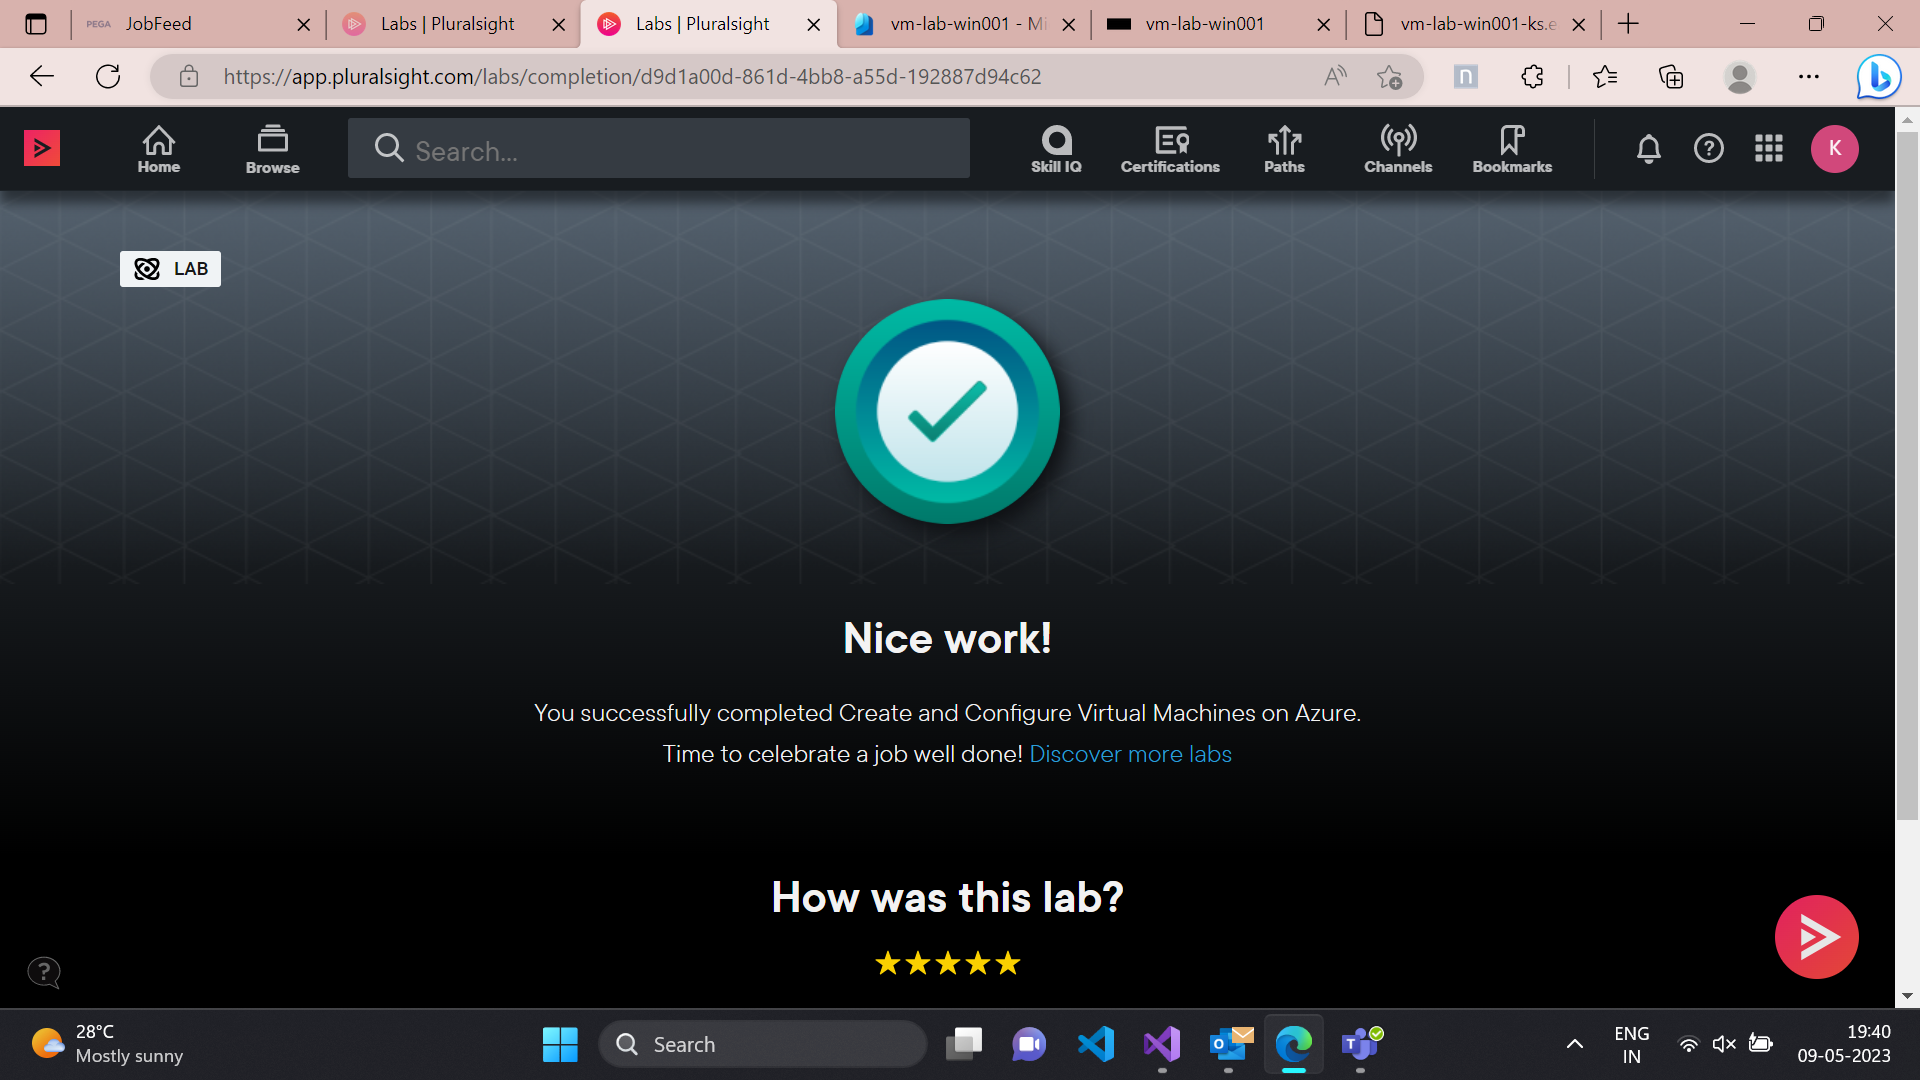 PEGA JobFeed
Labs | Pluralsight
Labs | Pluralsight
vm-lab-win001 - Mi
vm-lab-win001
vm-lab-win001-ks.e
https://app.pluralsight.com/labs/completion/d9d1a00d-861d-4bb8-a55d-192887d94c62
Home
Browse
Search...
Skill IQ
Certifications
Paths
Channels
Bookmarks
K
LAB
Nice work!
You successfully completed Create and Configure Virtual Machines on Azure.
Time to celebrate a job well done! Discover more labs
How was this lab?
28°C
Mostly sunny
Search
ENG
IN
19:40
09-05-2023